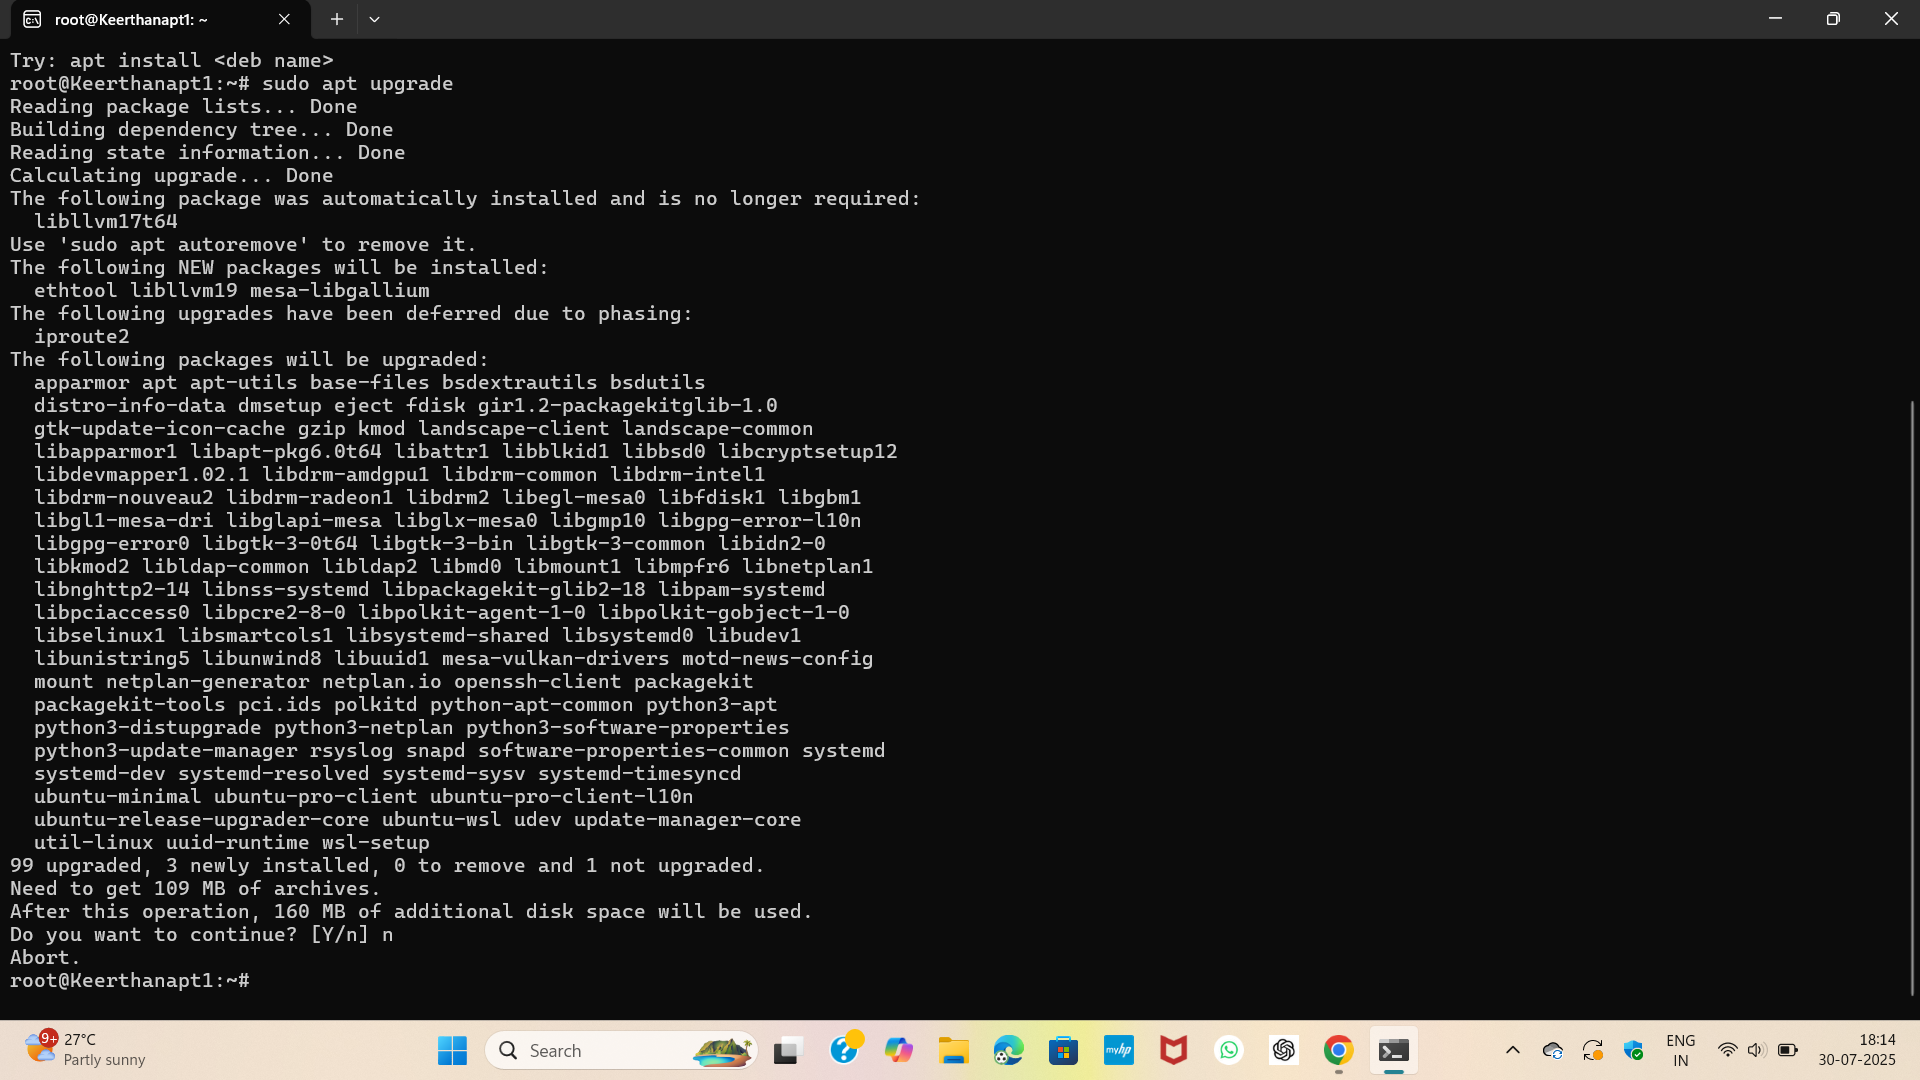 root@Keerthanapt1: ~
Try: apt install <deb name>
root@Keerthanapt1:~# sudo apt upgrade
Reading package lists... Done
Building dependency tree... Done
Reading state information... Done
Calculating upgrade... Done
The following package was automatically installed and is no longer required:
  libllvm17t64
Use 'sudo apt autoremove' to remove it.
The following NEW packages will be installed:
  ethtool libllvm19 mesa-libgallium
The following upgrades have been deferred due to phasing:
  iproute2
The following packages will be upgraded:
  apparmor apt apt-utils base-files bsdextrautils bsdutils
  distro-info-data dmsetup eject fdisk gir1.2-packagekitglib-1.0
  gtk-update-icon-cache gzip kmod landscape-client landscape-common
  libapparmor1 libapt-pkg6.0t64 libattr1 libblkid1 libbsd0 libcryptsetup12
  libdevmapper1.02.1 libdrm-amdgpu1 libdrm-common libdrm-intel1
  libdrm-nouveau2 libdrm-radeon1 libdrm2 libegl-mesa0 libfdisk1 libgbm1
  libgl1-mesa-dri libglapi-mesa libglx-mesa0 libgmp10 libgpg-error-l10n
  libgpg-error0 libgtk-3-0t64 libgtk-3-bin libgtk-3-common libidn2-0
  libkmod2 libldap-common libldap2 libmd0 libmount1 libmpfr6 libnetplan1
  libnghttp2-14 libnss-systemd libpackagekit-glib2-18 libpam-systemd
  libpciaccess0 libpcre2-8-0 libpolkit-agent-1-0 libpolkit-gobject-1-0
  libselinux1 libsmartcols1 libsystemd-shared libsystemd0 libudev1
  libunistring5 libunwind8 libuuid1 mesa-vulkan-drivers motd-news-config
  mount netplan-generator netplan.io openssh-client packagekit
  packagekit-tools pci.ids polkitd python-apt-common python3-apt
  python3-distupgrade python3-netplan python3-software-properties
  python3-update-manager rsyslog snapd software-properties-common systemd
  systemd-dev systemd-resolved systemd-sysv systemd-timesyncd
  ubuntu-minimal ubuntu-pro-client ubuntu-pro-client-l10n
  ubuntu-release-upgrader-core ubuntu-wsl udev update-manager-core
  util-linux uuid-runtime wsl-setup
99 upgraded, 3 newly installed, 0 to remove and 1 not upgraded.
Need to get 109 MB of archives.
After this operation, 160 MB of additional disk space will be used.
Do you want to continue? [Y/n] n
Abort.
root@Keerthanapt1:~#
9+
27°C
Partly sunny
Search
myhp
ENG
IN
18:14
30-07-2025